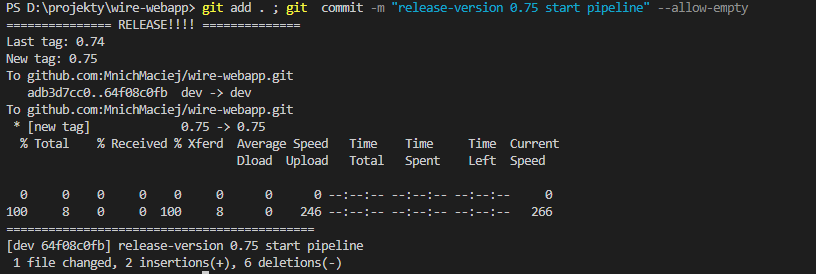 PS D:\projekty\wire-webapp> git add . ; git  commit -m "release-version 0.75 start pipeline" --allow-empty
============== RELEASE!!!! ==============
Last tag: 0.74
New tag: 0.75
To github.com:MnichMaciej/wire-webapp.git
   adb3d7cc0..64f08c0fb  dev -> dev
To github.com:MnichMaciej/wire-webapp.git
 * [new tag]             0.75 -> 0.75
  % Total    % Received % Xferd  Average Speed   Time    Time     Time  Current
                                 Dload  Upload   Total   Spent    Left  Speed
  0     0    0     0    0     0      0      0 --:--:-- --:--:-- --:--:--     0
100     8    0     0  100     8      0    246 --:--:-- --:--:-- --:--:--   266
============================================
[dev 64f08c0fb] release-version 0.75 start pipeline
 1 file changed, 2 insertions(+), 6 deletions(-)